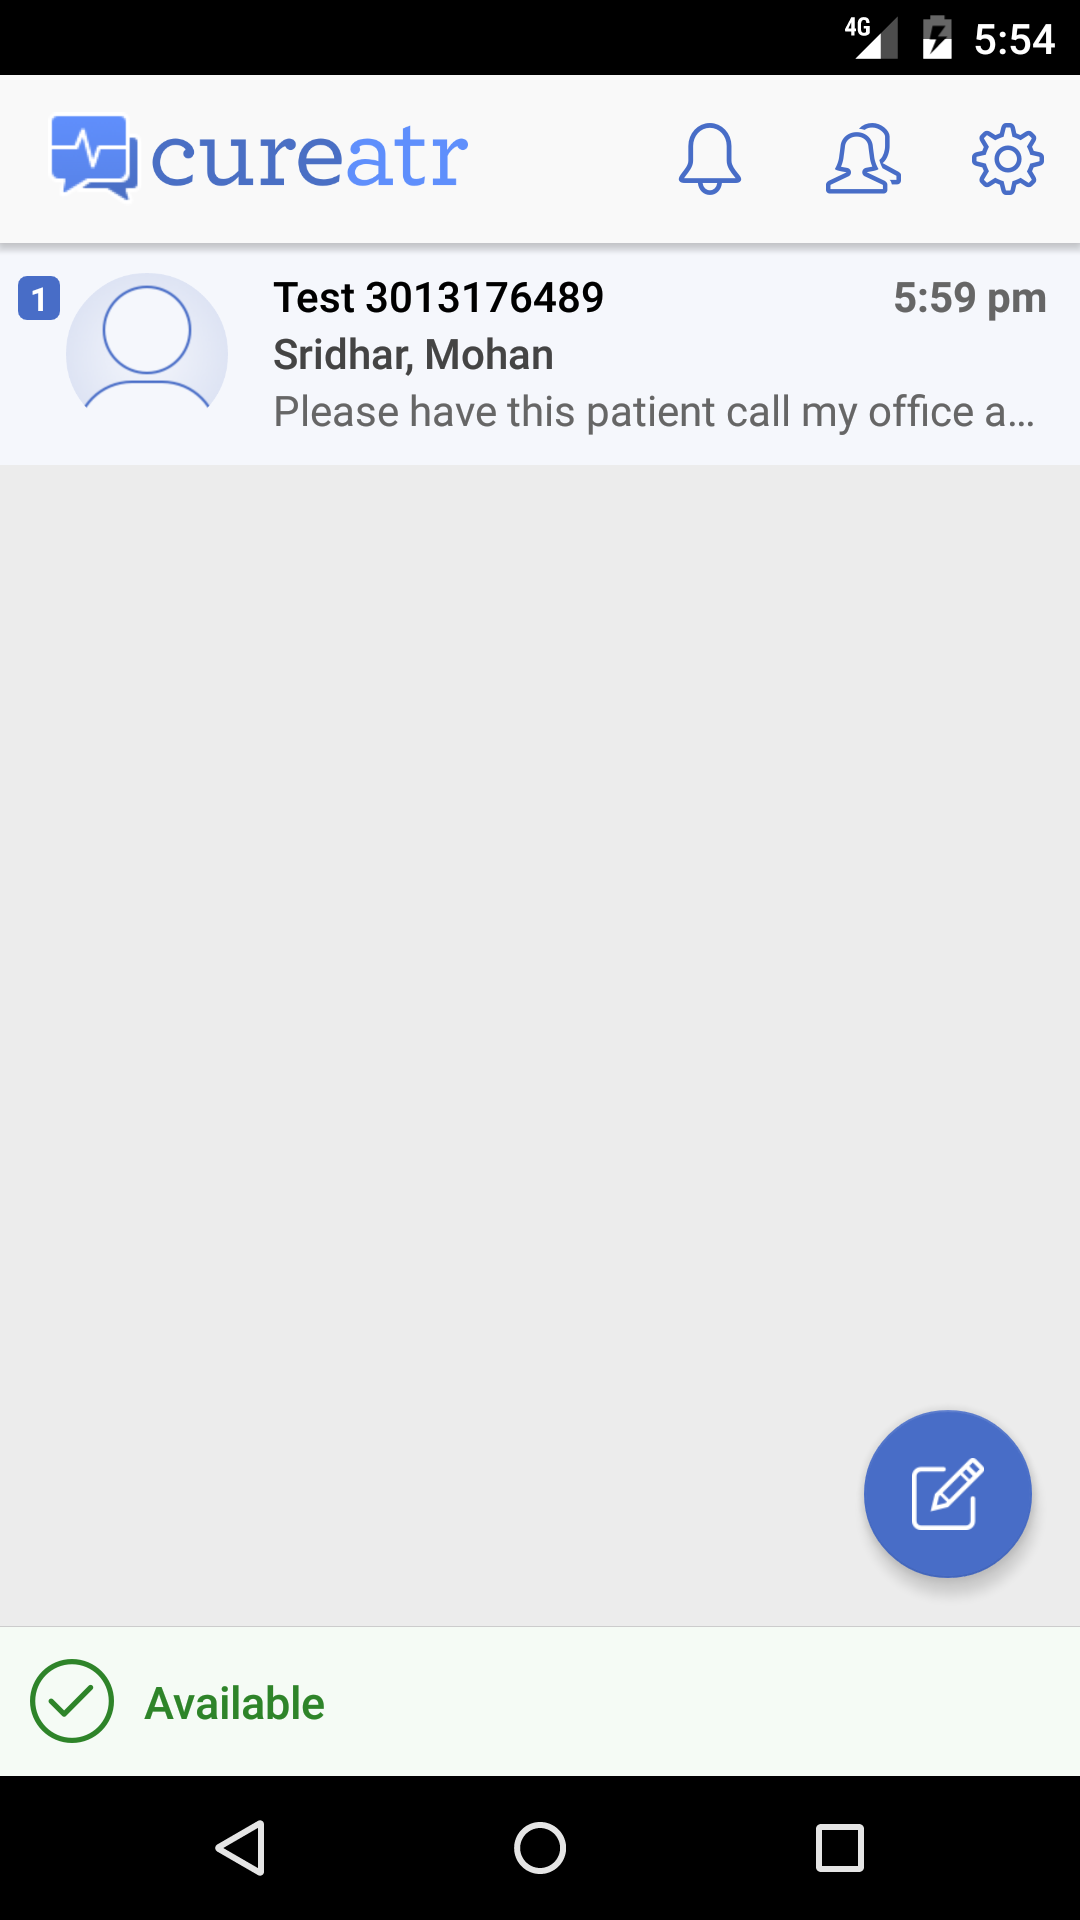 4G 5:54
cureatr
1 Test 3013176489 5:59 pm
Sridhar, Mohan
Please have this patient call my office a...
Available